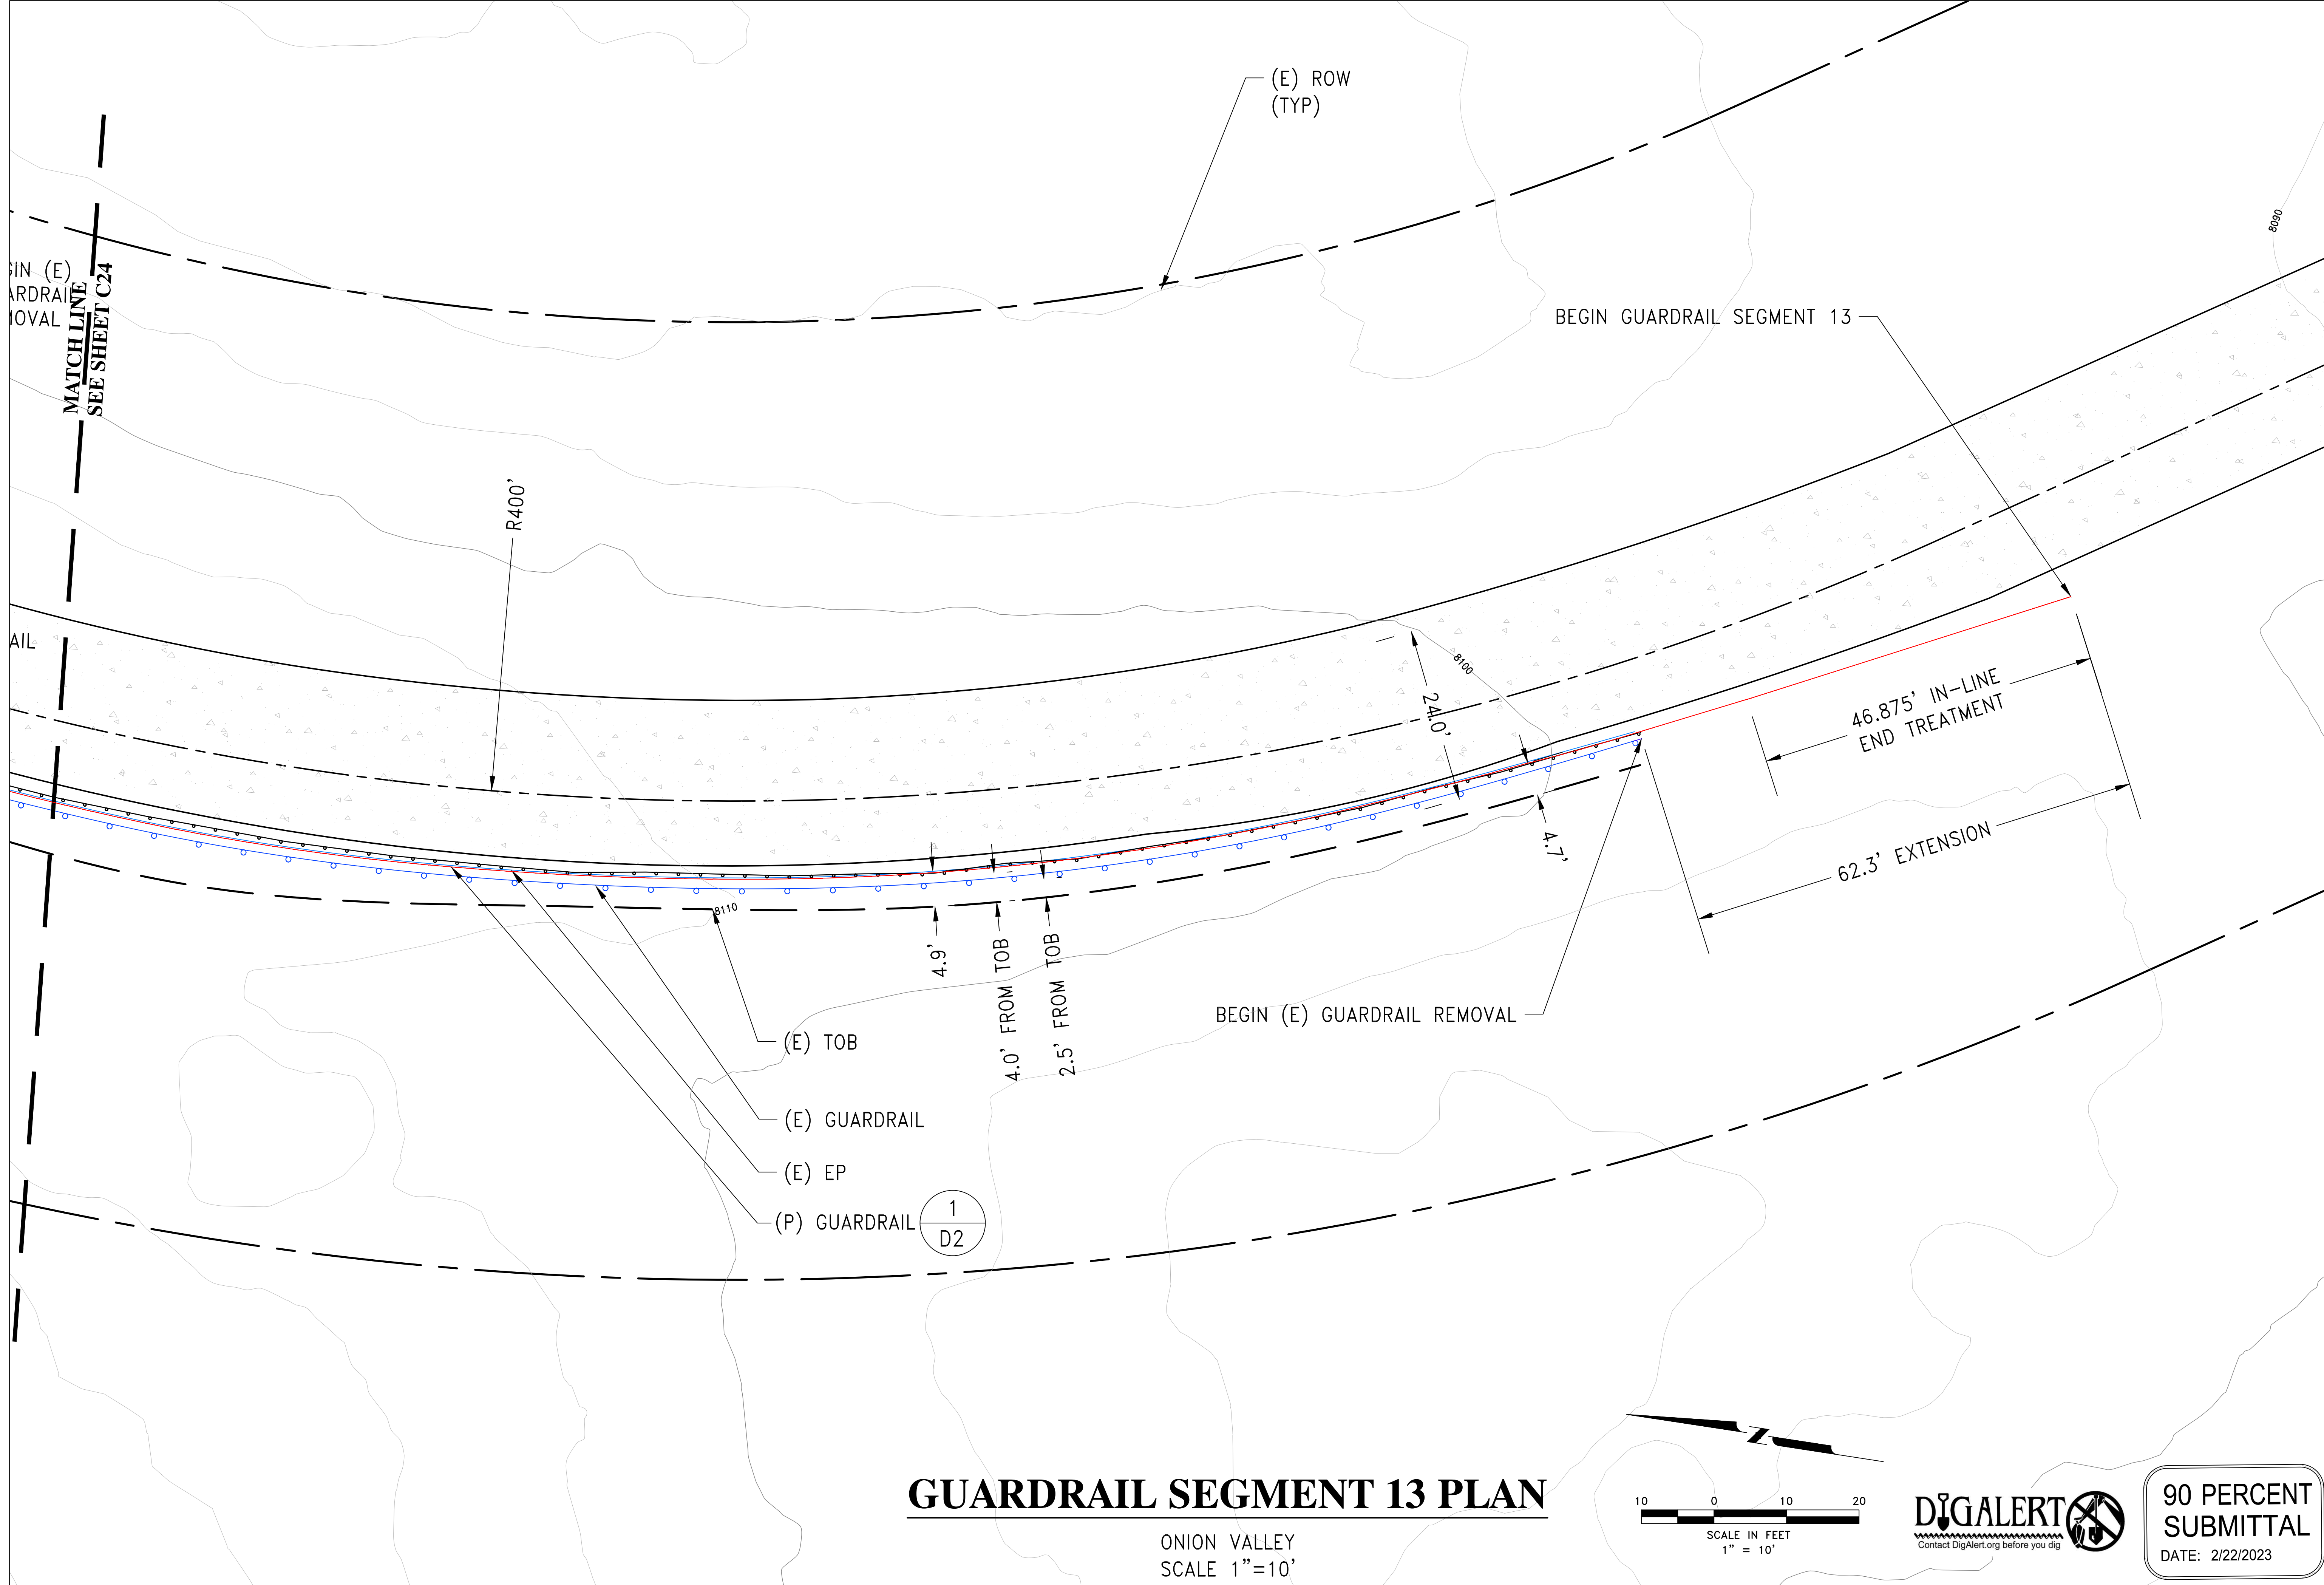 (E) ROW
(TYP)
8090
MATCH LINE
SEE SHEET C24
(E)
BEGIN GUARDRAIL SEGMENT 13
R400'
AIL
8100
24.0'
46.875' IN-LINE
END TREATMENT
62.3' EXTENSION
4.7'
8110
4.9'
4.0' FROM TOB
2.5' FROM TOB
BEGIN (E) GUARDRAIL REMOVAL
(E) TOB
(E) GUARDRAIL
(E) EP
(P) GUARDRAIL
1
D2
GUARDRAIL SEGMENT 13 PLAN
ONION VALLEY
SCALE 1"=10'
Z
10 0 10 20
SCALE IN FEET
1" = 10'
DIGALERT
Contact DigAlert.org before you dig
90 PERCENT
SUBMITTAL
DATE: 2/22/2023